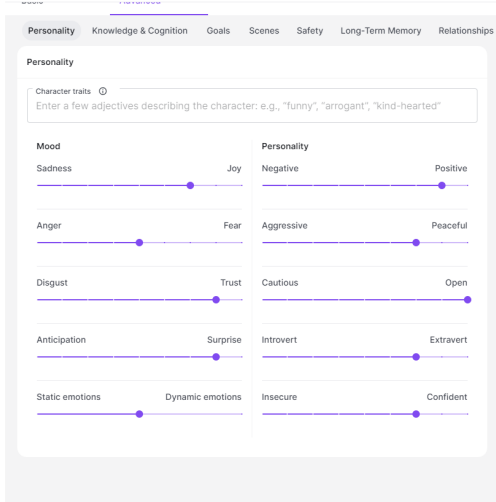 Basic Advanced
Personality Knowledge & Cognition Goals Scenes Safety Long-Term Memory Relationships
Personality
Character traits
Enter a few adjectives describing the character: e.g., "funny", "arrogant", "kind-hearted"
Mood Personality
Sadness Joy Negative Positive
Anger Fear Aggressive Peaceful
Disgust Trust Cautious Open
Anticipation Surprise Introvert Extravert
Static emotions Dynamic emotions Insecure Confident